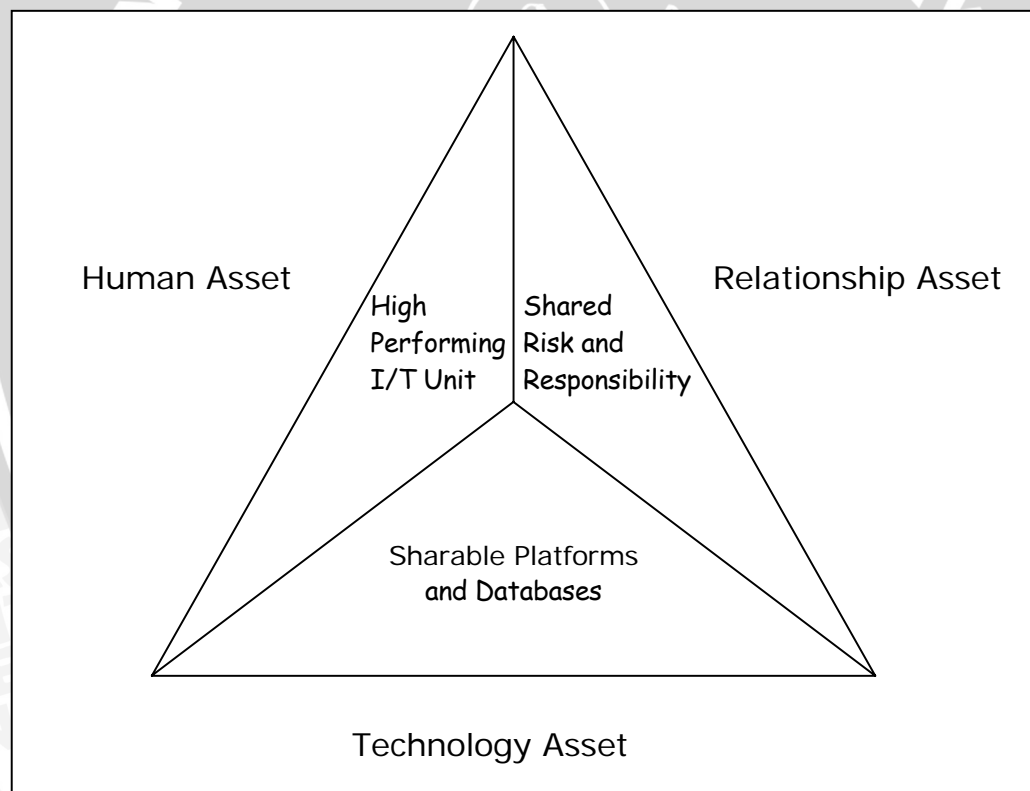 Human Asset
Relationship Asset
High
Performing
I/T Unit
Shared
Risk and
Responsibility
Sharable Platforms
and Databases
Technology Asset